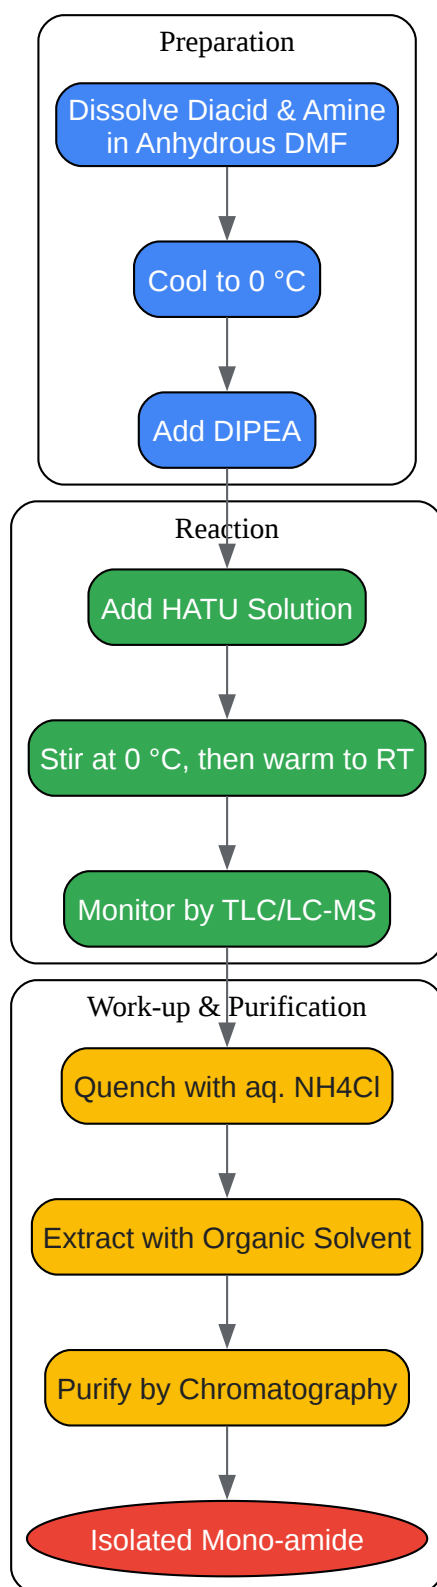 Preparation
Dissolve Diacid & Amine
in Anhydrous DMF
Cool to 0 °C
Add DIPEA
Reaction
Add HATU Solution
Stir at 0 °C, then warm to RT
Monitor by TLC/LC-MS
Work-up & Purification
Quench with aq. NH4Cl
Extract with Organic Solvent
Purify by Chromatography
Isolated Mono-amide